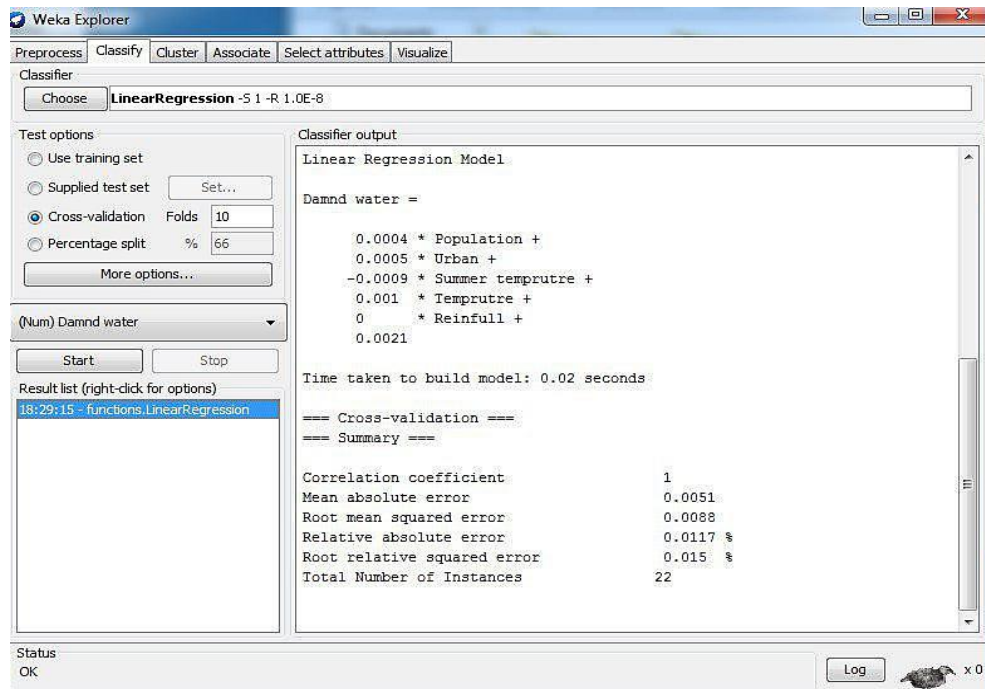 Weka Explorer
Preprocess Classify Cluster Associate Select attributes Visualize
Classifier
Choose LinearRegression -S 1 -R 1.0E-8
Test options
Use training set
Supplied test set Set...
Cross-validation Folds 10
Percentage split % 66
More options...
(Num) Damnd water
Start Stop
Result list (right-click for options)
18:29:15 - functions.LinearRegression
Classifier output
Linear Regression Model
Damnd water =
0.0004 * Population +
0.0005 * Urban +
-0.0009 * Summer temprutre +
0.001 * Temprutre +
0 * Reinfull +
0.0021
Time taken to build model: 0.02 seconds
=== Cross-validation ===
=== Summary ===
Correlation coefficient 1
Mean absolute error 0.0051
Root mean squared error 0.0088
Relative absolute error 0.0117 %
Root relative squared error 0.015 %
Total Number of Instances 22
Status
OK
Log x 0